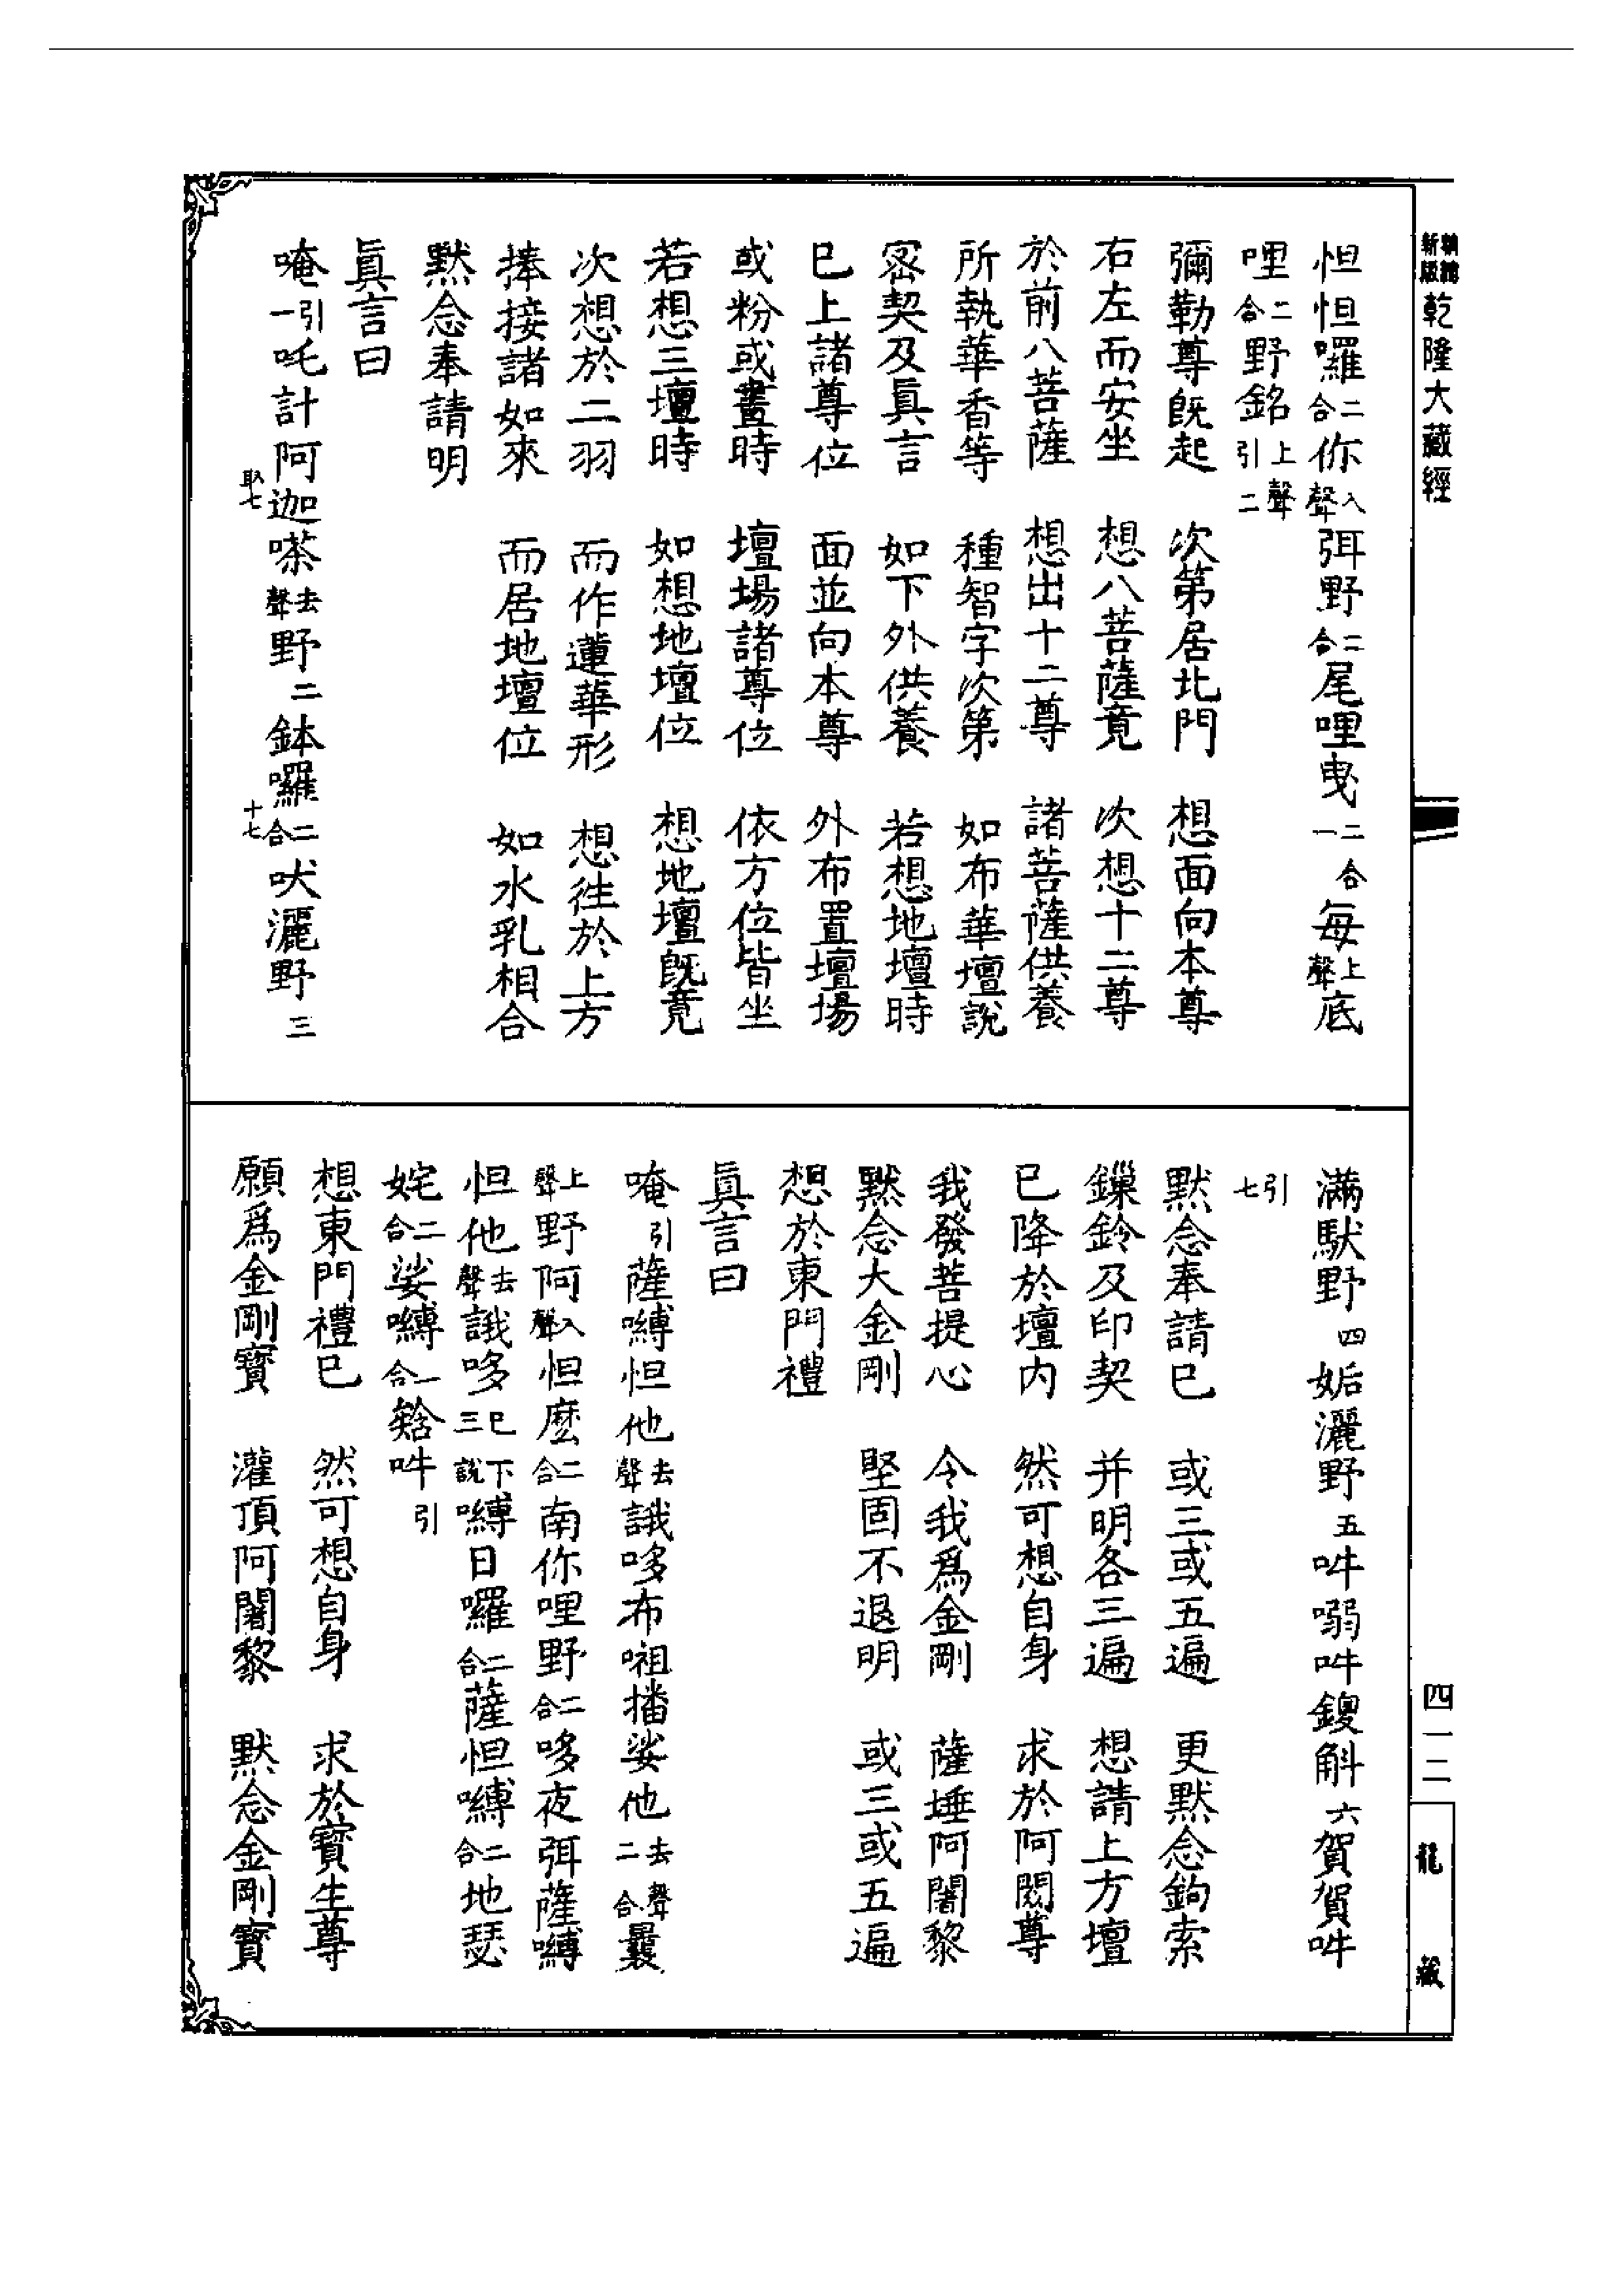 新版
乾隆大藏經
怛怛囉二合你入聲弭野二合尾哩曳二合一每上聲底
哩二合野銘上聲引二
彌勒尊旣起　次第居北門　想面向本尊
右左而安坐　想八菩薩竟　次想十二尊
於前八菩薩　想出十二尊　諸菩薩供養
所執華香等　種智字次第　如布華壇說
密契及眞言　如下外供養　若想地壇時
已上諸尊位　面並向本尊　外布置壇場
或粉或畫時　壇場諸尊位　依方位皆坐
若想三壇時　如想地壇位　想地壇旣竟
次想於二羽　而作蓮華形　想往於上方
捧接諸如來　而居地壇位　如水乳相合
默念奉請明
眞言曰
唵引一吒計阿迦嗏去聲野二鉢囉二合吠灑野三
取七
十七
滿馱野四姤灑野五吽嗍吽鑁斛六賀賀吽
引七
默念奉請已　或三或五遍　更默念鉤索
鏁鈴及印契　并明各三遍　想請上方壇
已降於壇內　然可想自身　求於阿閦尊
我發菩提心　令我爲金剛　薩埵阿闍黎
默念大金剛　堅固不退明　或三或五遍
想於東門禮
眞言曰
唵引薩嚩怛他去聲誐哆布咀播娑他去聲二合曩
上聲野阿入聲怛麼二合南你哩野二合哆夜弭薩嚩
怛他去聲誐哆已下三說嚩日囉二合薩怛嚩二合地瑟
姹二合娑嚩一合㛿吽引
想東門禮已　然可想自身　求於寶生尊
願爲金剛寶　灌頂阿闍黎　默念金剛寶
四一二
龍藏